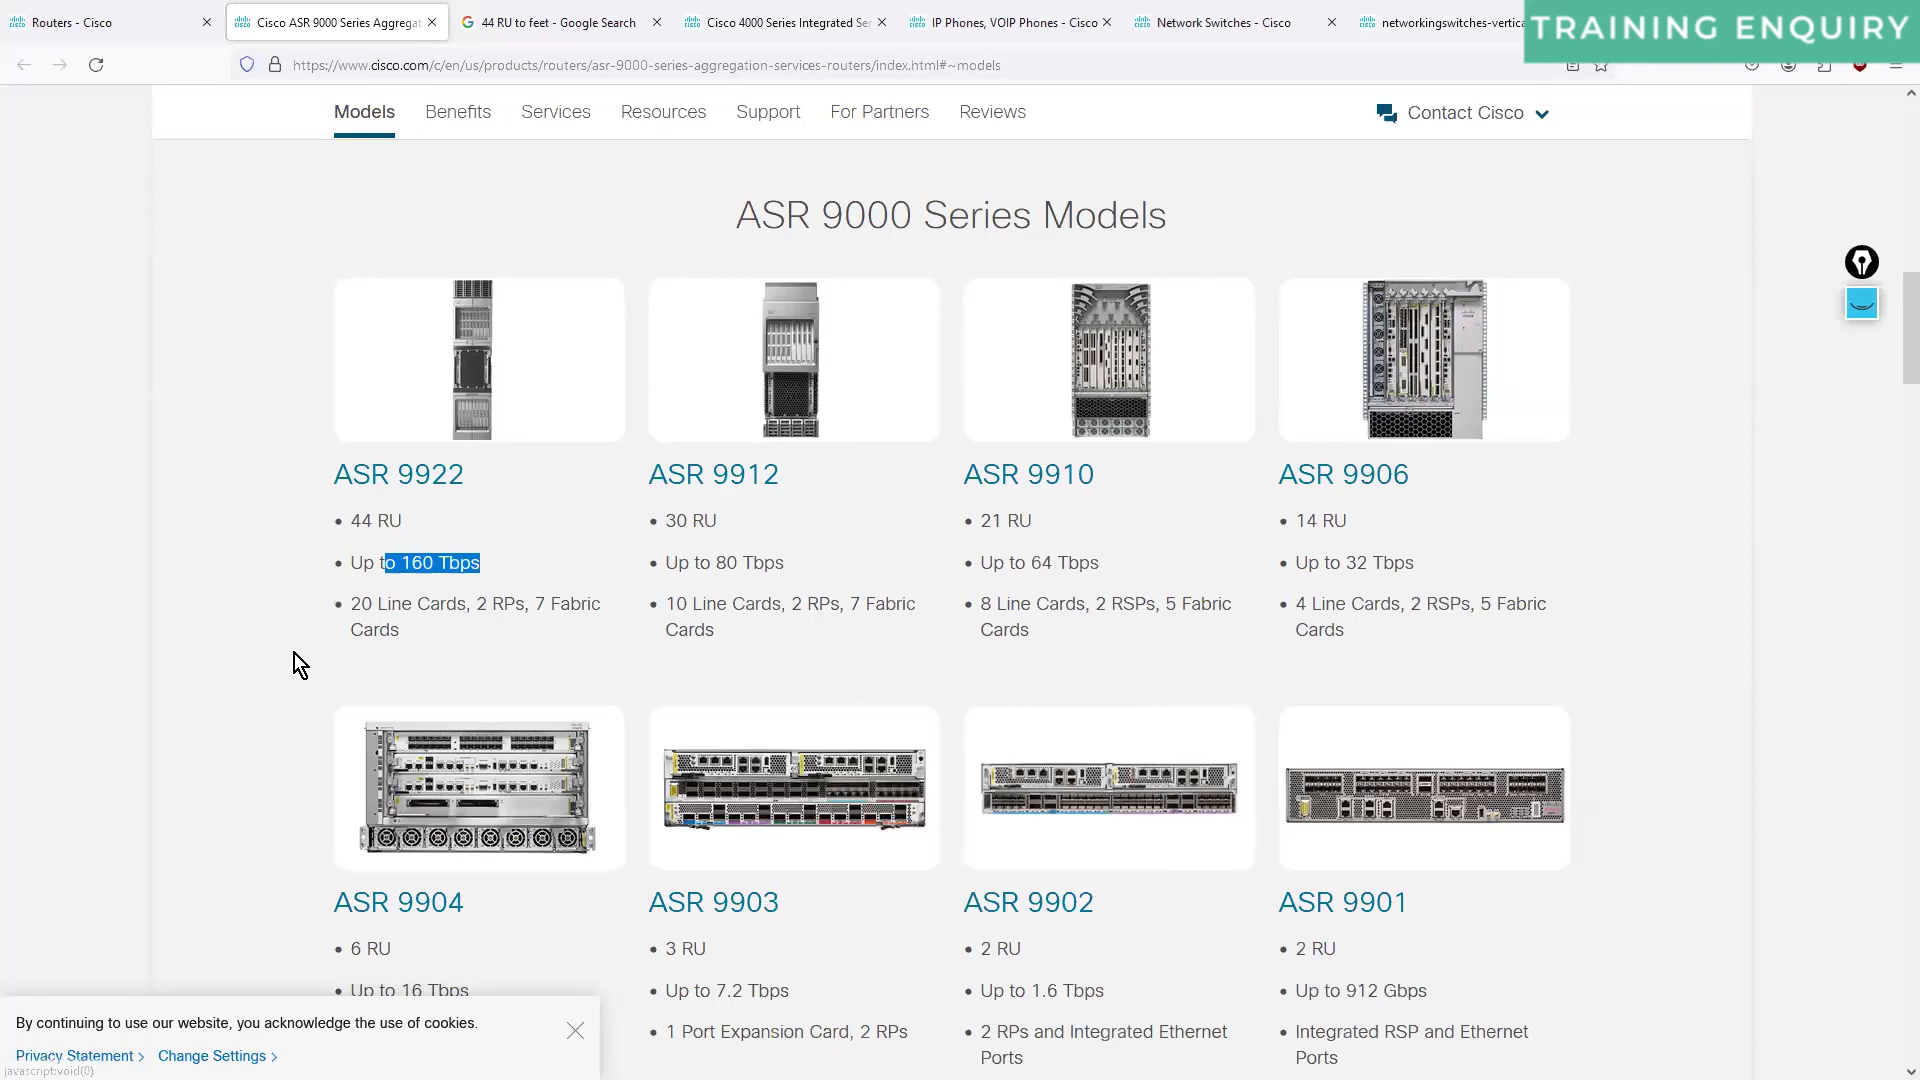 Routers - Cisco
Cisco ASR 9000 Series Aggregat
44 RU to feet - Google Search
Cisco 4000 Series Integrated Ser
IP Phones, VOIP Phones - Cisco
Network Switches - Cisco
networkingswitches-vertica
TRAINING ENQUIRY
https://www.cisco.com/c/en/us/products/routers/asr-9000-series-aggregation-services-routers/index.html#~models
Models
Benefits
Services
Resources
Support
For Partners
Reviews
Contact Cisco
ASR 9000 Series Models
ASR 9922
• 44 RU
• Up to 160 Tbps
• 20 Line Cards, 2 RPs, 7 Fabric
Cards
ASR 9912
• 30 RU
• Up to 80 Tbps
• 10 Line Cards, 2 RPs, 7 Fabric
Cards
ASR 9910
• 21 RU
• Up to 64 Tbps
• 8 Line Cards, 2 RSPs, 5 Fabric
Cards
ASR 9906
• 14 RU
• Up to 32 Tbps
• 4 Line Cards, 2 RSPs, 5 Fabric
Cards
ASR 9904
• 6 RU
• Up to 16 Tbps
ASR 9903
• 3 RU
• Up to 7.2 Tbps
• 1 Port Expansion Card, 2 RPs
ASR 9902
• 2 RU
• Up to 1.6 Tbps
• 2 RPs and Integrated Ethernet
Ports
ASR 9901
• 2 RU
• Up to 912 Gbps
• Integrated RSP and Ethernet
Ports
By continuing to use our website, you acknowledge the use of cookies.
Privacy Statement >
Change Settings >
javascript:void(0)